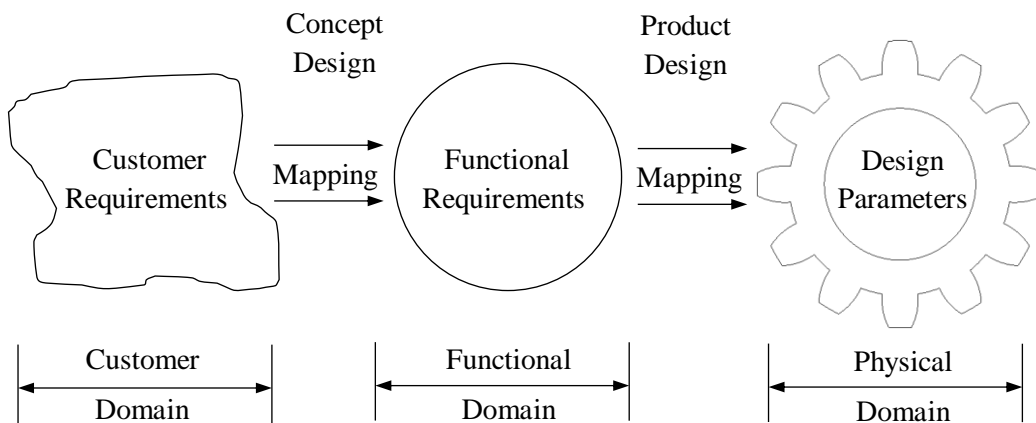 Concept
Design
Product
Design
Customer
Requirements
Mapping
Functional
Requirements
Mapping
Design
Parameters
Customer
Domain
Functional
Domain
Physical
Domain